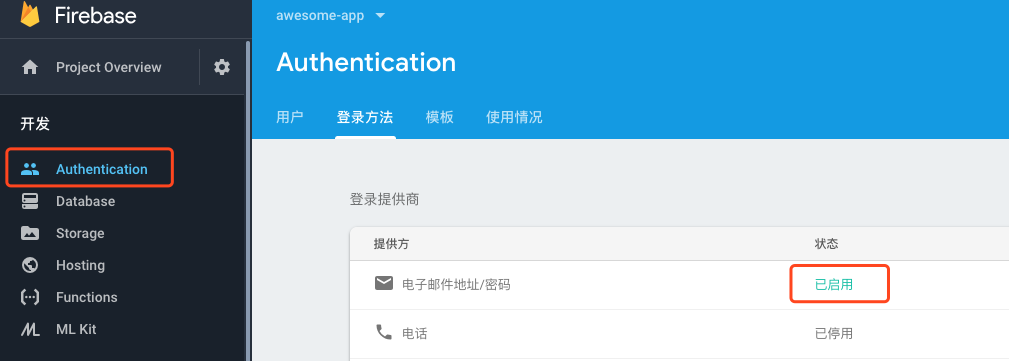 Firebase
Project Overview
开发
Authentication
Database
Storage
Hosting
Functions
ML Kit
awesome-app
Authentication
用户 登录方法 模板 使用情况
登录提供商
提供方 状态
电子邮件地址/密码 已启用
电话 已停用